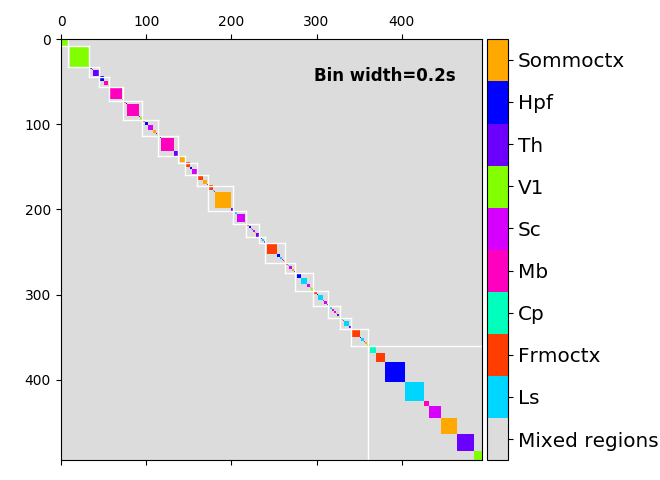 0 100 200 300 400
0
100
200
300
400
Bin width=0.2s
Sommoctx
Hpf
Th
V1
Sc
Mb
Cp
Frmoctx
Ls
Mixed regions